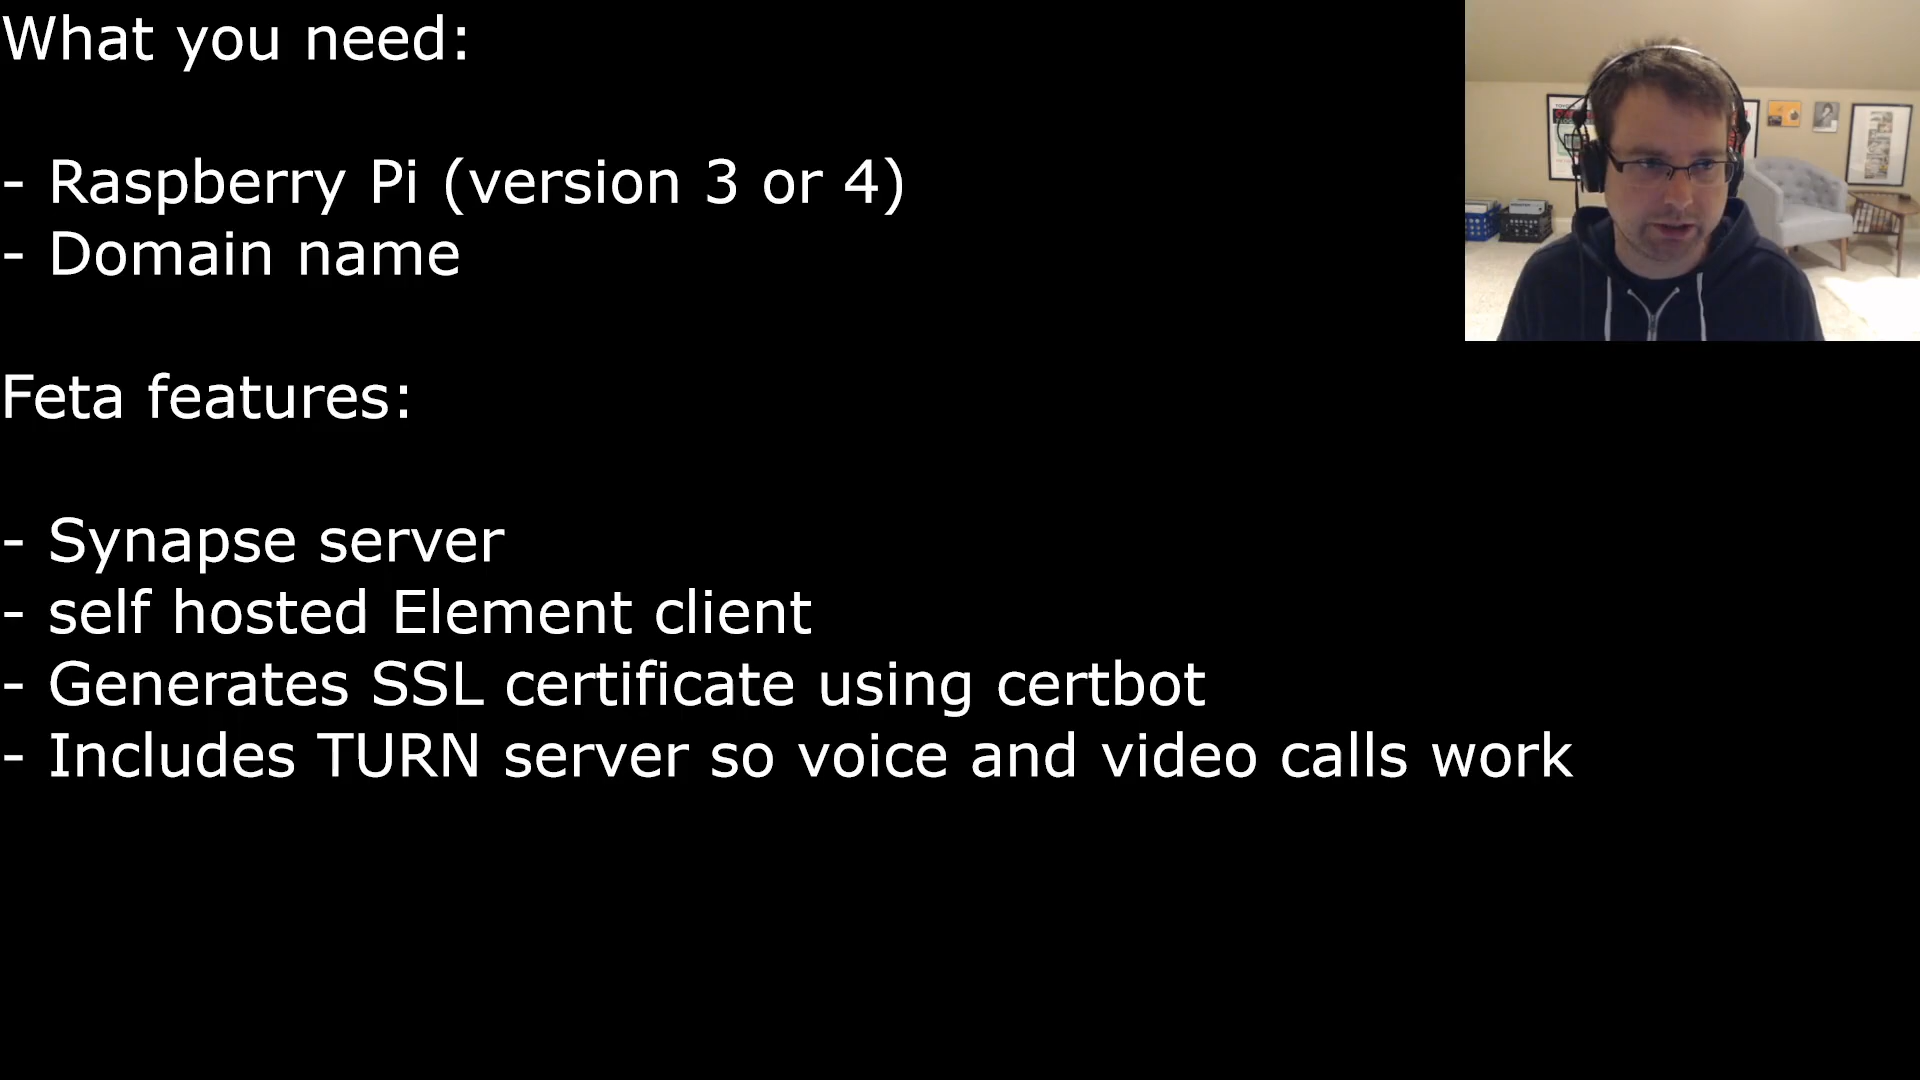 What you need:
- Raspberry Pi (version 3 or 4)
- Domain name
Feta features:
- Synapse server
- self hosted Element client
- Generates SSL certificate using certbot
- Includes TURN server so voice and video calls work